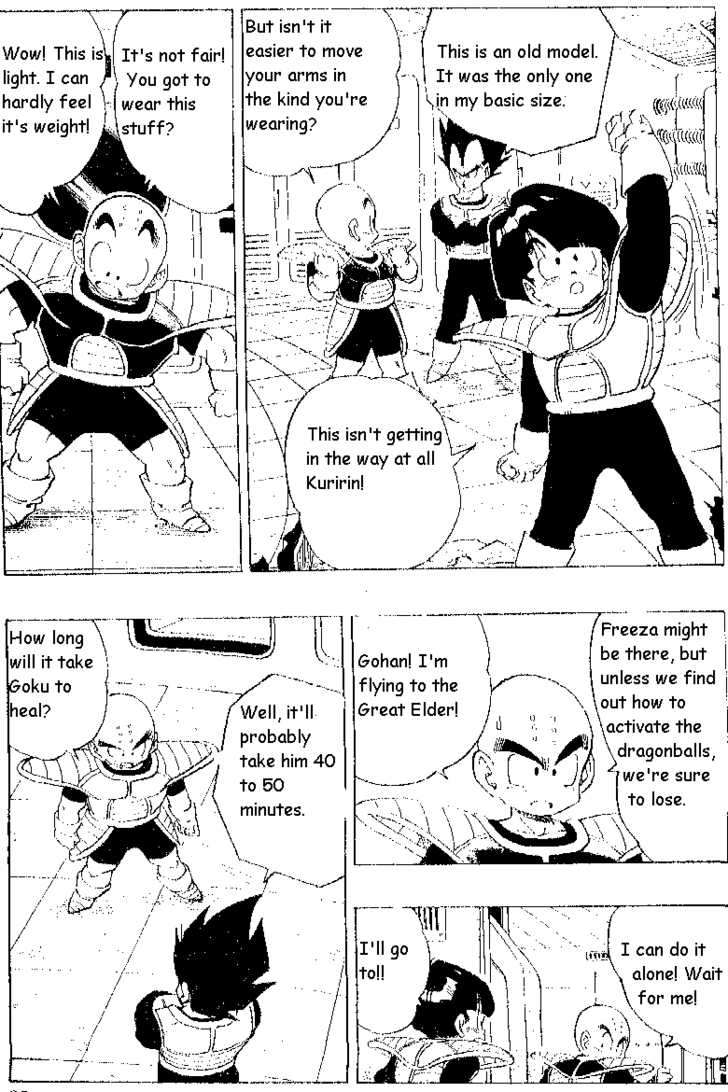 Wow! This is
light. I can
hardly feel
it's weight!
It's not fair!
You got to
wear this
stuff?
But isn't it
easier to move
your arms in
the kind you're
wearing?
This is an old model.
It was the only one
in my basic size.
This isn't getting
in the way at all
Kuririn!
How long
will it take
Goku to
heal?
Well, it'll
probably
take him 40
to 50
minutes.
Gohan! I'm
flying to the
Great Elder!
Freeza might
be there, but
unless we find
out how to
activate the
dragonballs,
we're sure
to lose.
I'll go
to!!
I can do it
alone! Wait
for me!